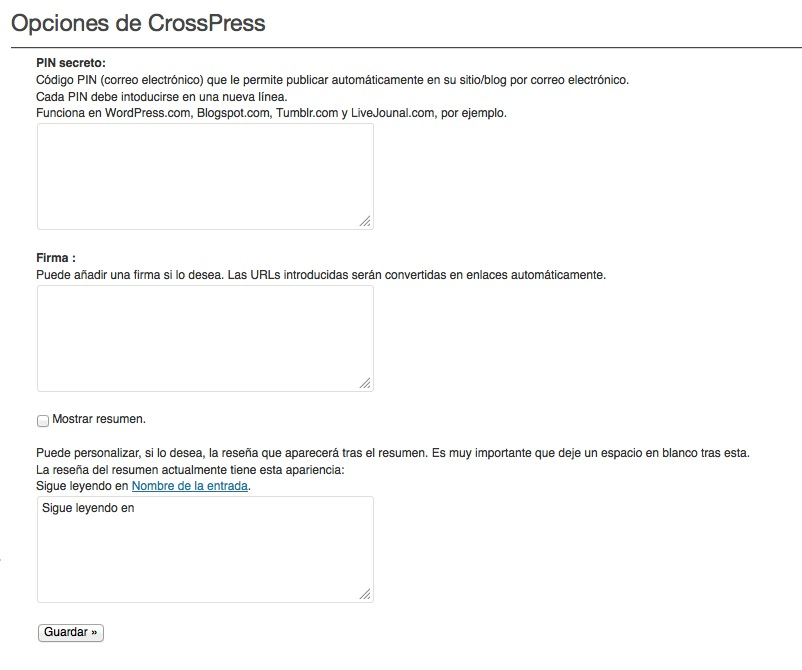 Opciones de CrossPress
PIN secreto:
Código PIN (correo electrónico) que le permite publicar automáticamente en su sitio/blog por correo electrónico.
Cada PIN debe intoducirse en una nueva línea.
Funciona en WordPress.com, Blogspot.com, Tumblr.com y LiveJounal.com, por ejemplo.
Firma :
Puede añadir una firma si lo desea. Las URLs introducidas serán convertidas en enlaces automáticamente.
Mostrar resumen.
Puede personalizar, si lo desea, la reseña que aparecerá tras el resumen. Es muy importante que deje un espacio en blanco tras esta.
La reseña del resumen actualmente tiene esta apariencia:
Sigue leyendo en Nombre de la entrada.
Sigue leyendo en
Guardar »